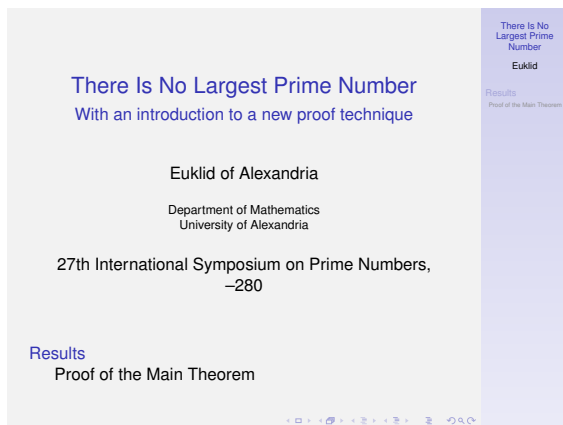 There Is No Largest Prime Number
With an introduction to a new proof technique
Euklid of Alexandria
Department of Mathematics
University of Alexandria
27th International Symposium on Prime Numbers,
–280
Results
Proof of the Main Theorem
There Is No
Largest Prime
Number
Euklid
Results
Proof of the Main Theorem